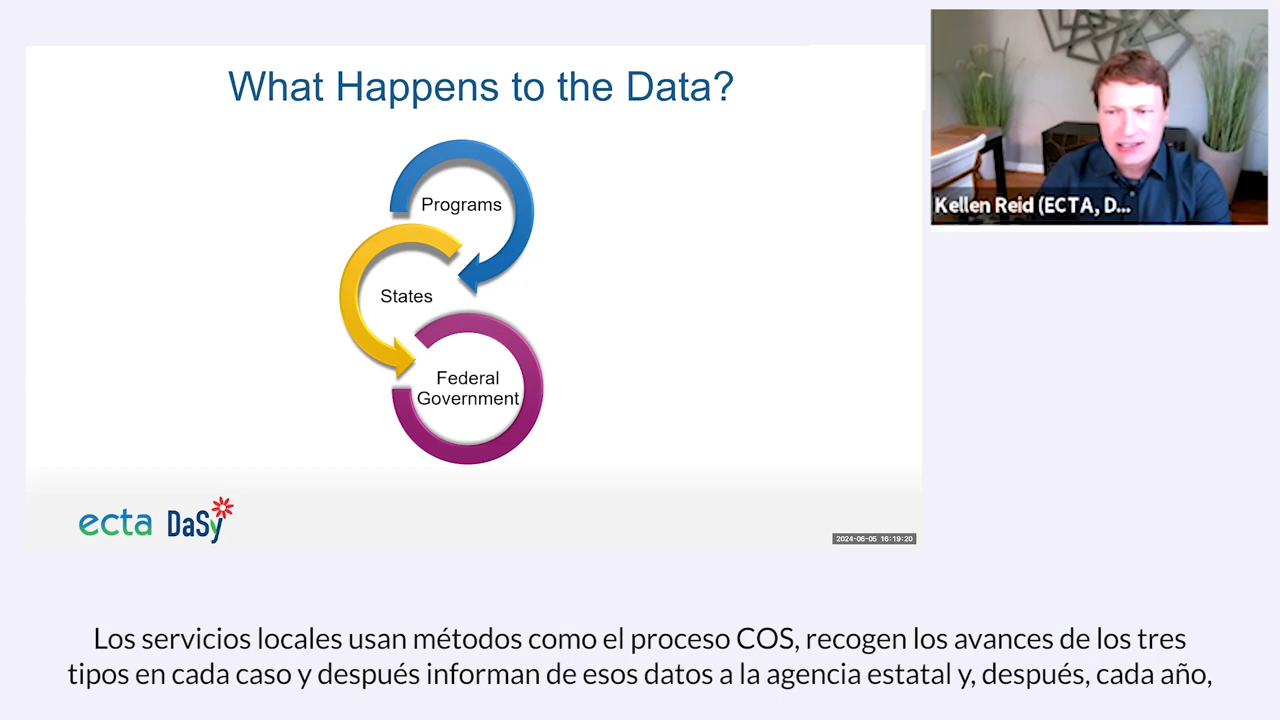 What Happens to the Data?
Programs
States
Federal
Government
ecta DaSy
2024-06-05 16:19:20
Kellen Reid (ECTA, D...
Los servicios locales usan métodos como el proceso COS, recogen los avances de los tres
tipos en cada caso y después informan de esos datos a la agencia estatal y, después, cada año,